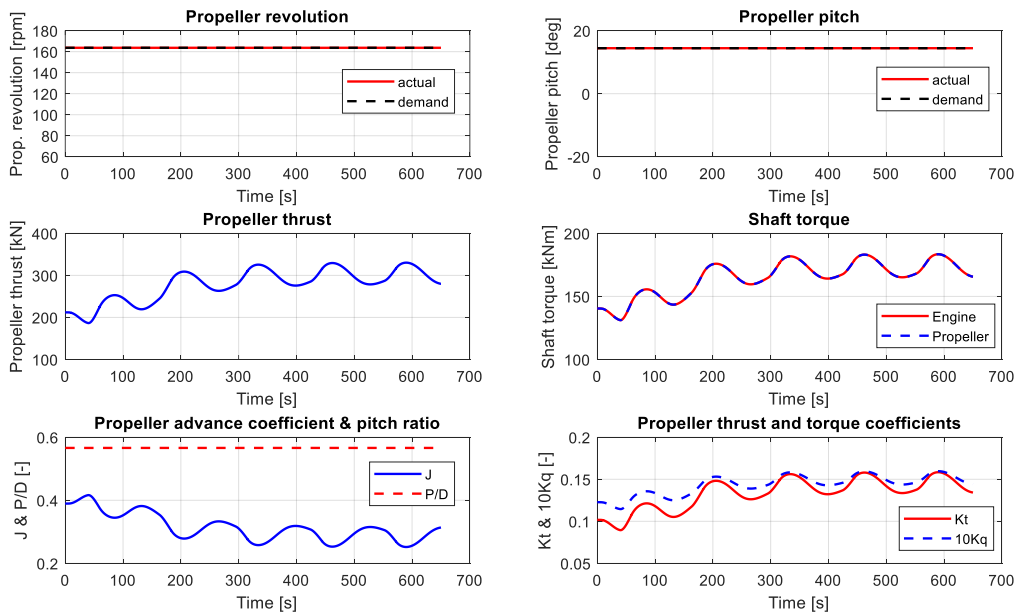 Propeller revolution
Prop. revolution [rpm]
180
160
140
120
100
80
60
actual
demand
0 100 200 300 400 500 600 700
Time [s]
Propeller pitch
Propeller pitch [deg]
20
0
-20
actual
demand
0 100 200 300 400 500 600 700
Time [s]
Propeller thrust
Propeller thrust [kN]
400
300
200
100
0 100 200 300 400 500 600 700
Time [s]
Shaft torque
Shaft torque [kNm]
200
150
100
Engine
Propeller
0 100 200 300 400 500 600 700
Time [s]
Propeller advance coefficient & pitch ratio
J & P/D [-]
0.6
0.4
0.2
J
P/D
0 100 200 300 400 500 600 700
Time [s]
Propeller thrust and torque coefficients
Kt & 10Kq [-]
0.2
0.15
0.1
0.05
Kt
10Kq
0 100 200 300 400 500 600 700
Time [s]